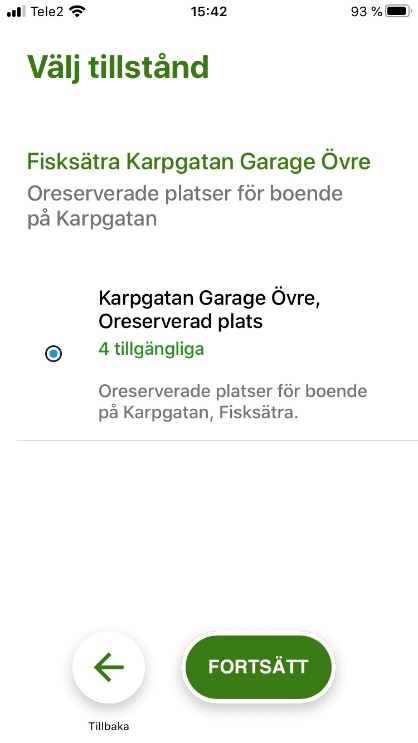 Tele2 15:42 93 %
Välj tillstånd
Fisksätra Karpgatan Garage Övre
Oreserverade platser för boende
på Karpgatan
Karpgatan Garage Övre,
Oreserverad plats
4 tillgängliga
Oreserverade platser för boende
på Karpgatan, Fisksätra.
FORTSÄTT
Tillbaka